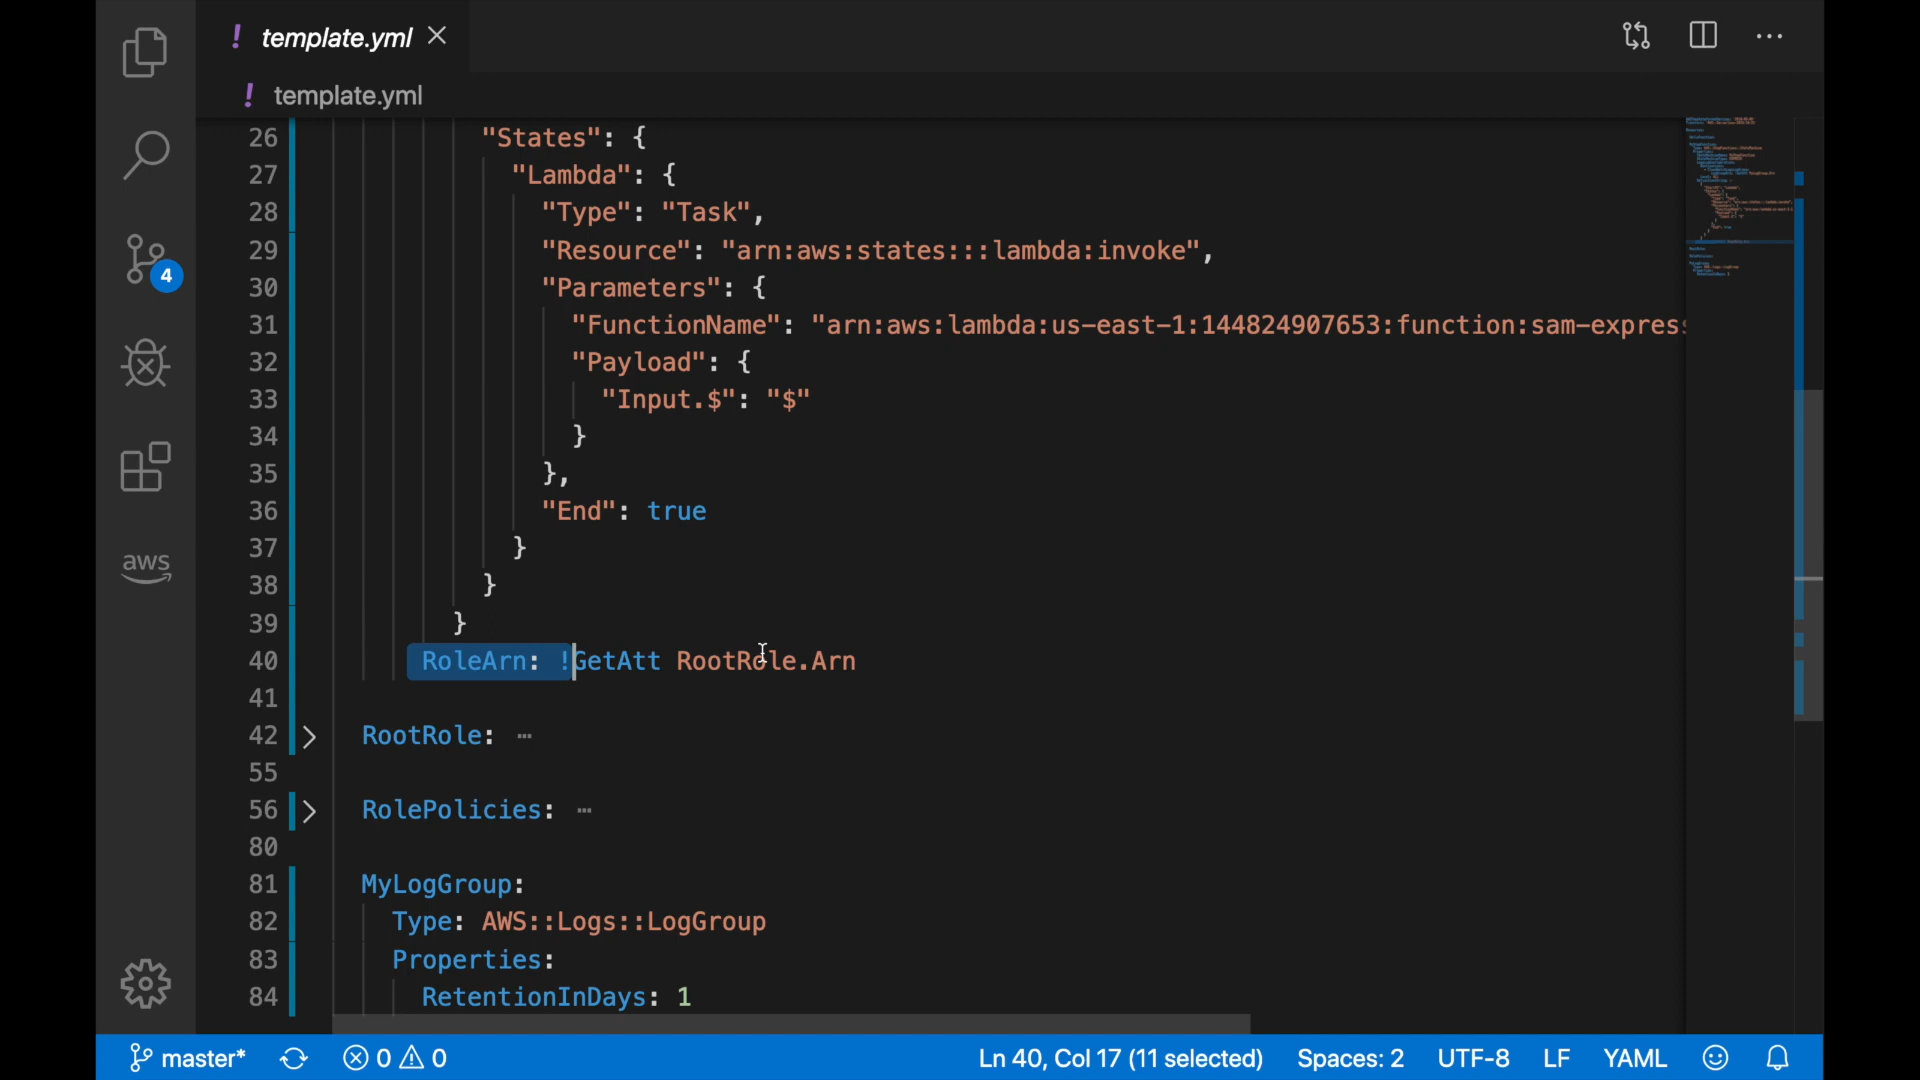 ! template.yml
! template.yml
26 "States": {
27 "Lambda": {
28 "Type": "Task",
29 "Resource": "arn:aws:states:::lambda:invoke",
30 "Parameters": {
31 "FunctionName": "arn:aws:lambda:us-east-1:144824907653:function:sam-express
32 "Payload": {
33 "Input.$": "$"
34 }
35 },
36 "End": true
37 }
38 }
39 }
40 RoleArn: !GetAtt RootRole.Arn
41
42 RootRole: ⋯
55
56 RolePolicies: ⋯
80
81 MyLogGroup:
82 Type: AWS::Logs::LogGroup
83 Properties:
84 RetentionInDays: 1
4
aws
master* 0 0 Ln 40, Col 17 (11 selected) Spaces: 2 UTF-8 LF YAML